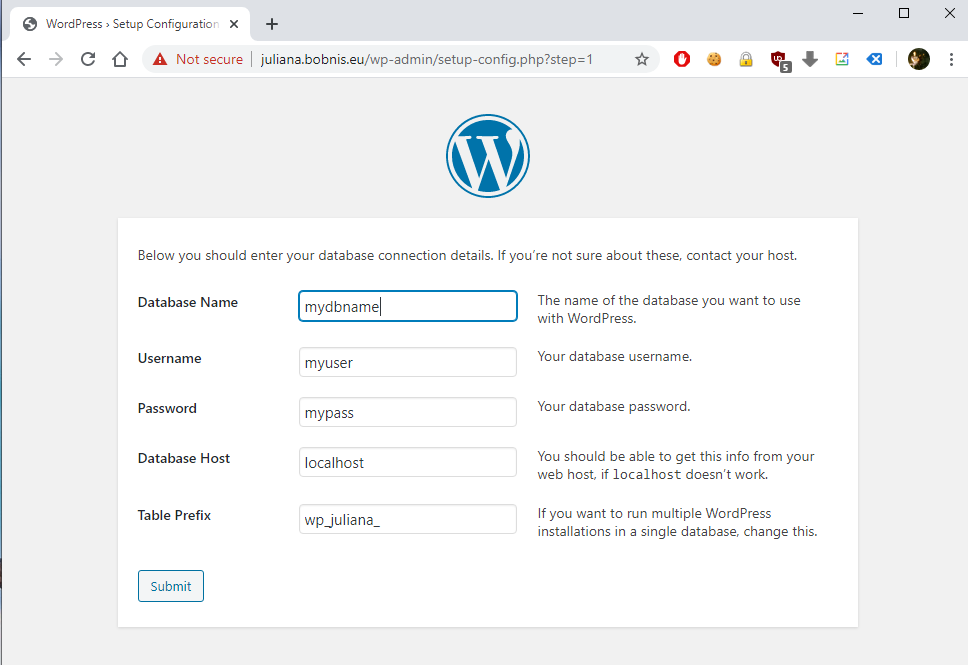 WordPress › Setup Configuration
Not secure
juliana.bobnis.eu/wp-admin/setup-config.php?step=1
5
Below you should enter your database connection details. If you’re not sure about these, contact your host.
Database Name
mydbname
The name of the database you want to use
with WordPress.
Username
myuser
Your database username.
Password
mypass
Your database password.
Database Host
localhost
You should be able to get this info from your
web host, if localhost doesn’t work.
Table Prefix
wp_juliana_
If you want to run multiple WordPress
installations in a single database, change this.
Submit